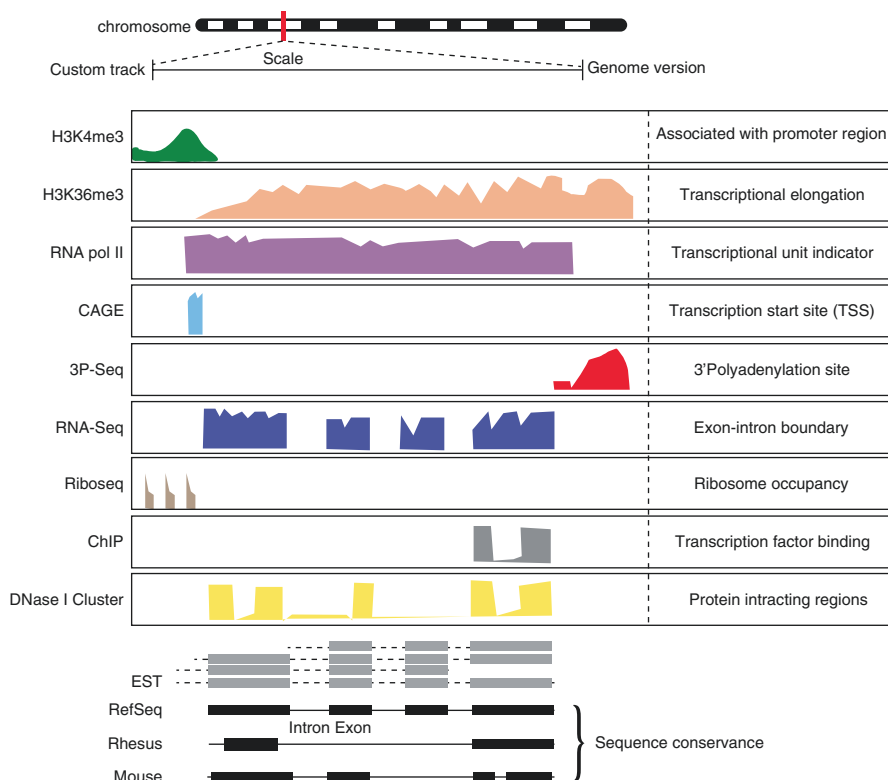 chromosome
Scale
Custom track
Genome version
H3K4me3
Associated with promoter region
H3K36me3
Transcriptional elongation
RNA pol II
Transcriptional unit indicator
CAGE
Transcription start site (TSS)
3P-Seq
3'Polyadenylation site
RNA-Seq
Exon-intron boundary
Riboseq
Ribosome occupancy
ChIP
Transcription factor binding
DNase I Cluster
Protein intracting regions
EST
RefSeq
Intron Exon
Rhesus
Sequence conservance
Mouse